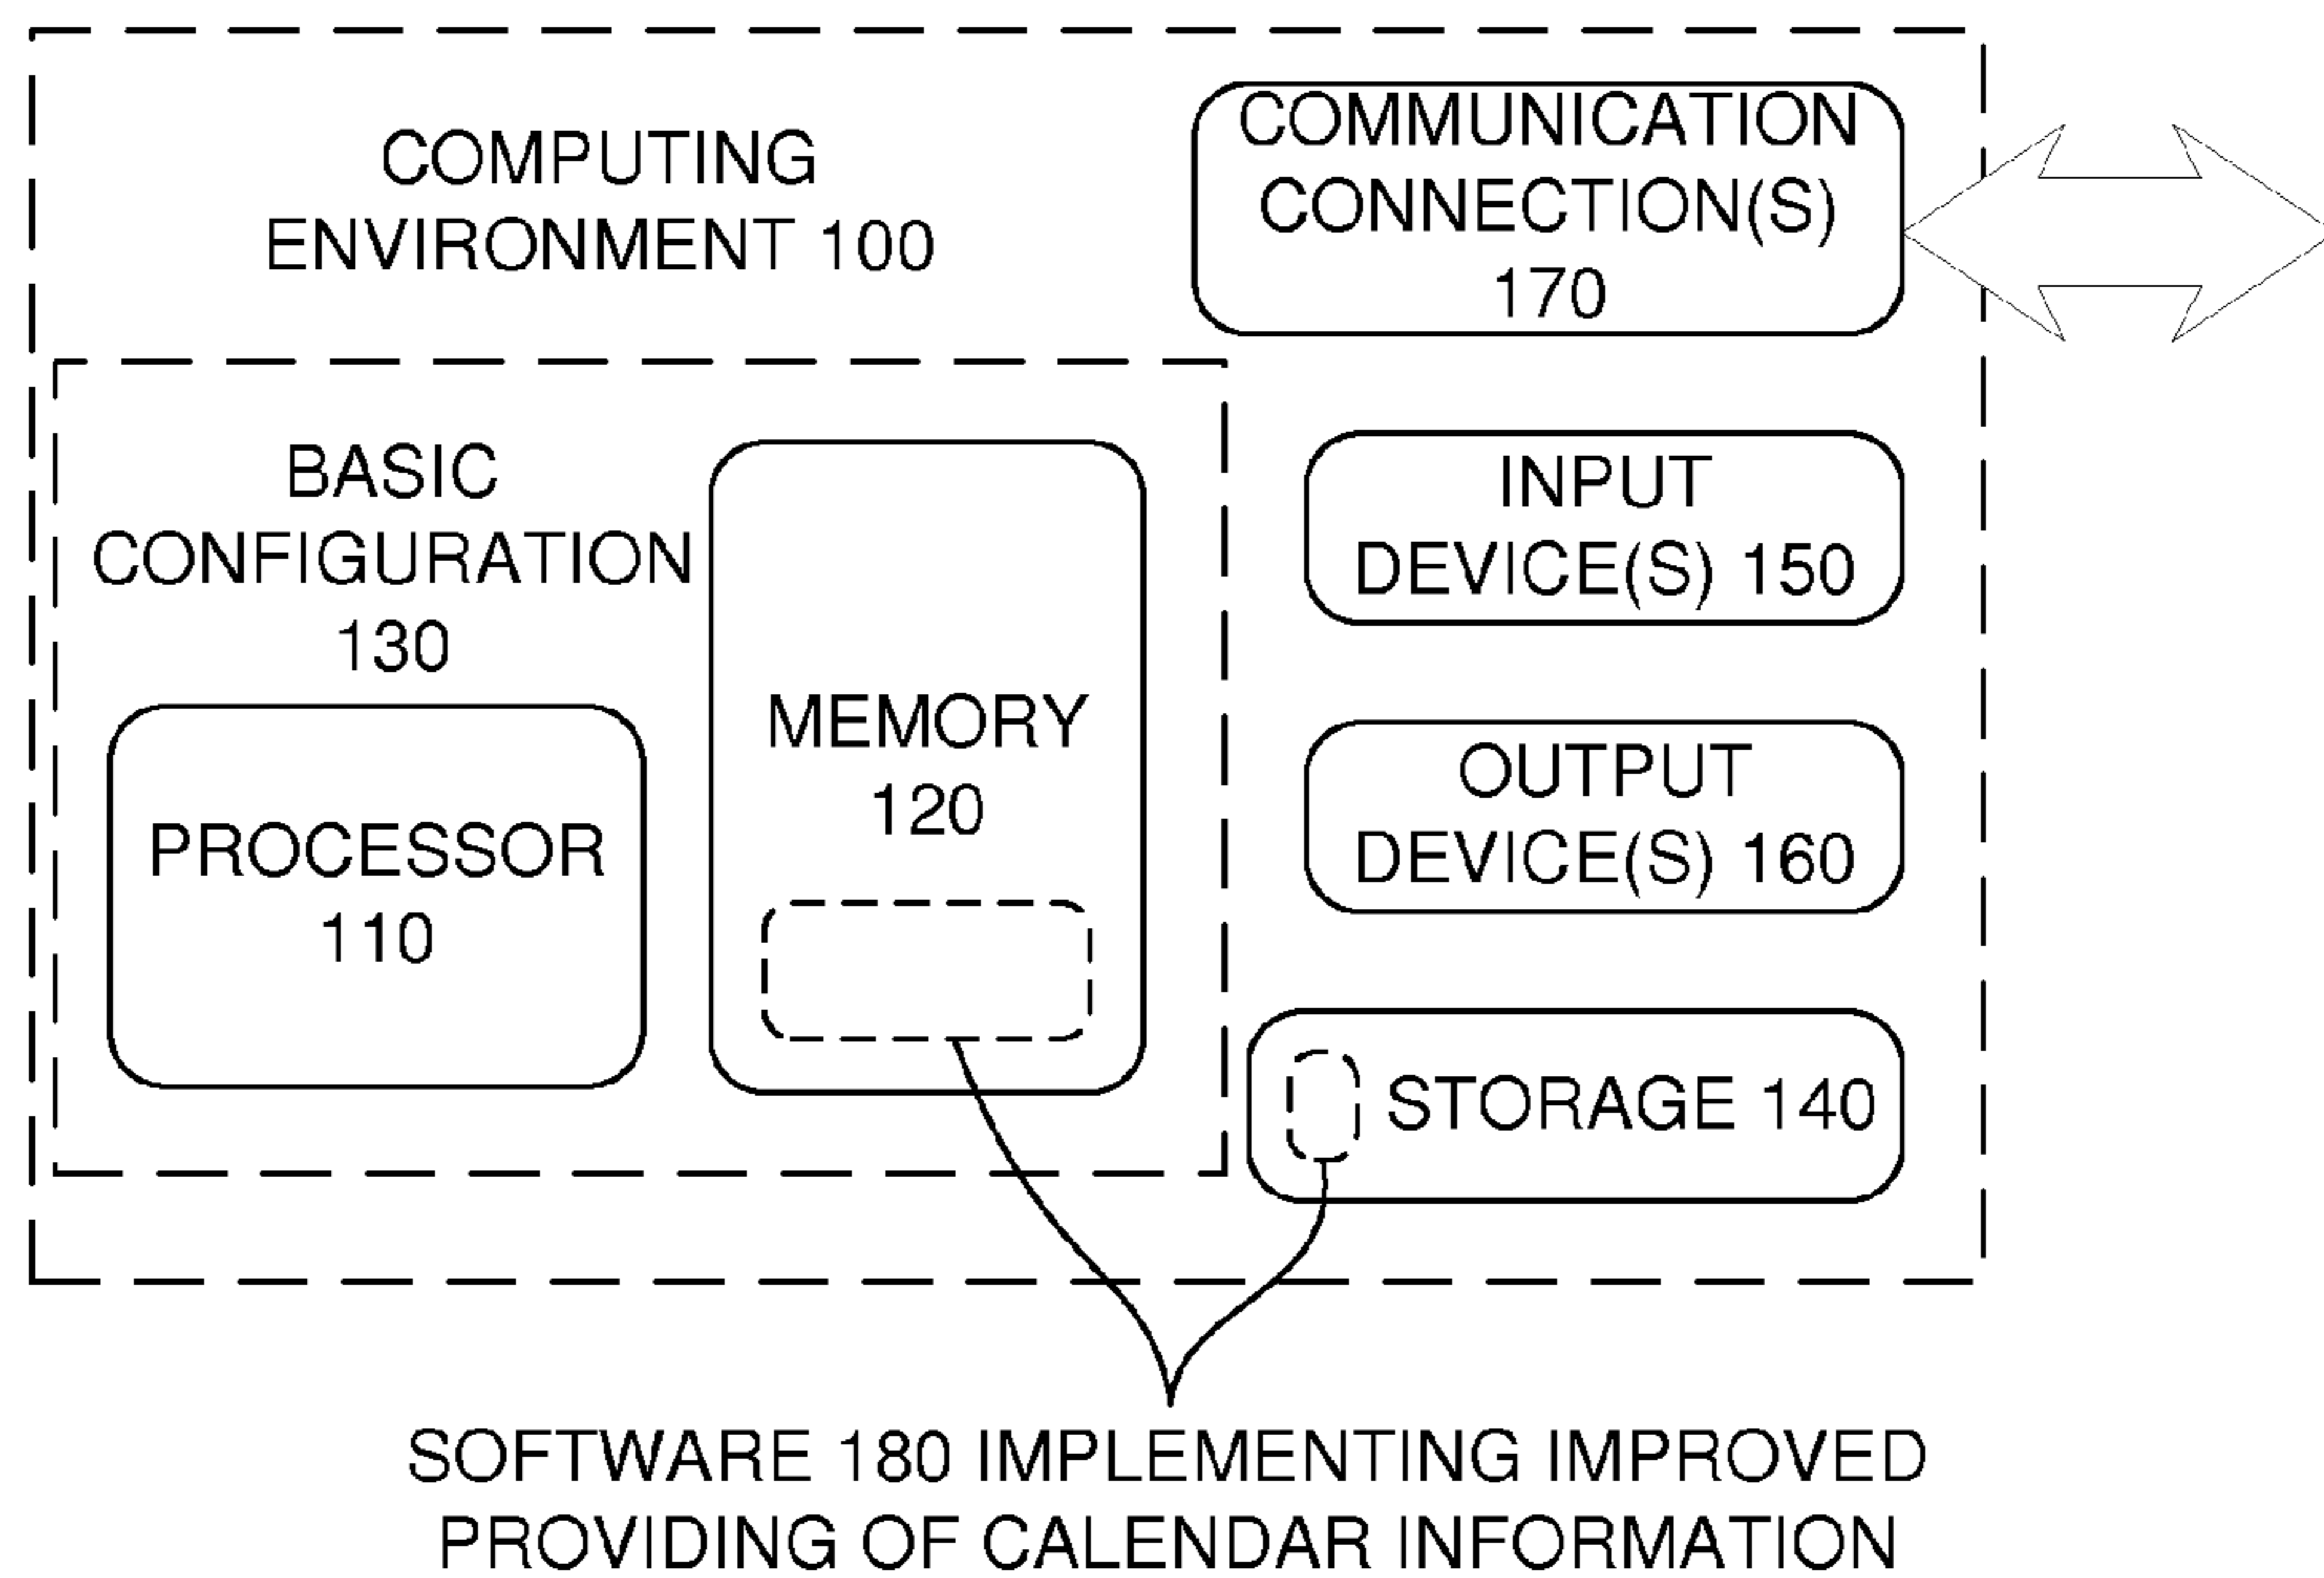 COMPUTING
ENVIRONMENT 100
COMMUNICATION
CONNECTION(S)
170
BASIC
CONFIGURATION
130
PROCESSOR
110
MEMORY
120
INPUT
DEVICE(S) 150
OUTPUT
DEVICE(S) 160
STORAGE 140
SOFTWARE 180 IMPLEMENTING IMPROVED
PROVIDING OF CALENDAR INFORMATION